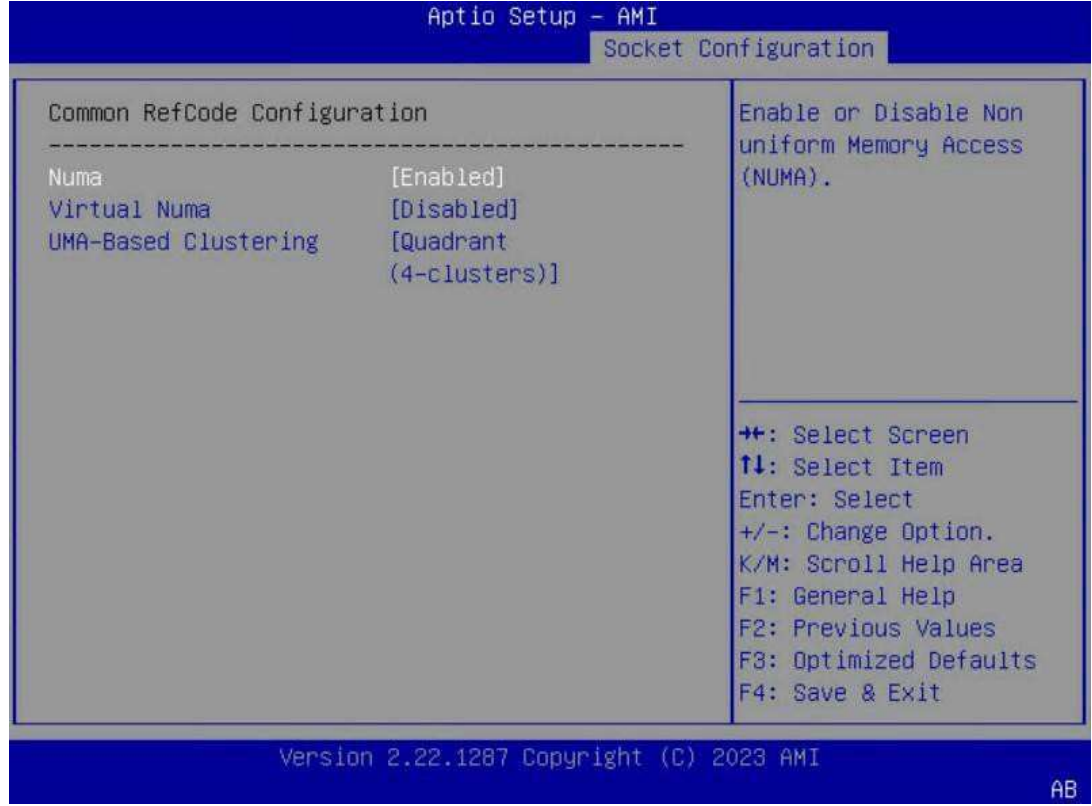 Aptio Setup – AMI
Socket Configuration
Common RefCode Configuration
------------------------------------------------
Numa [Enabled]
Virtual Numa [Disabled]
UMA-Based Clustering [Quadrant
(4-clusters)]
Enable or Disable Non
uniform Memory Access
(NUMA).
→←: Select Screen
↑↓: Select Item
Enter: Select
+/-: Change Option.
K/M: Scroll Help Area
F1: General Help
F2: Previous Values
F3: Optimized Defaults
F4: Save & Exit
Version 2.22.1287 Copyright (C) 2023 AMI
AB